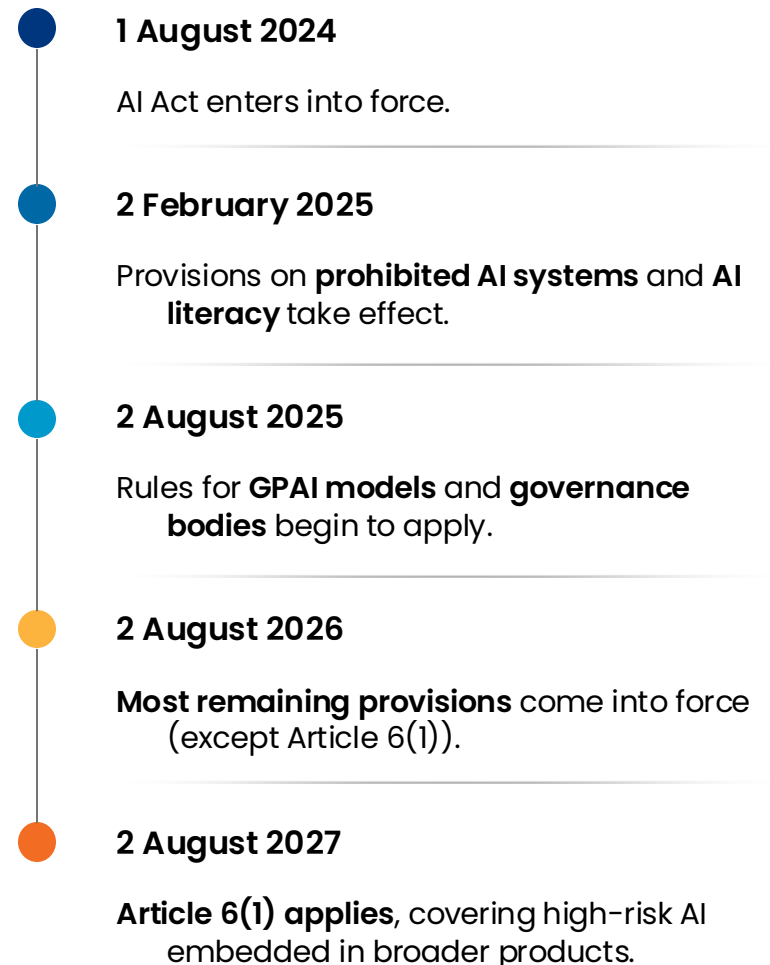 1 August 2024
AI Act enters into force.
2 February 2025
Provisions on prohibited AI systems and AI
literacy take effect.
2 August 2025
Rules for GPAI models and governance
bodies begin to apply.
2 August 2026
Most remaining provisions come into force
(except Article 6(1)).
2 August 2027
Article 6(1) applies, covering high-risk AI
embedded in broader products.